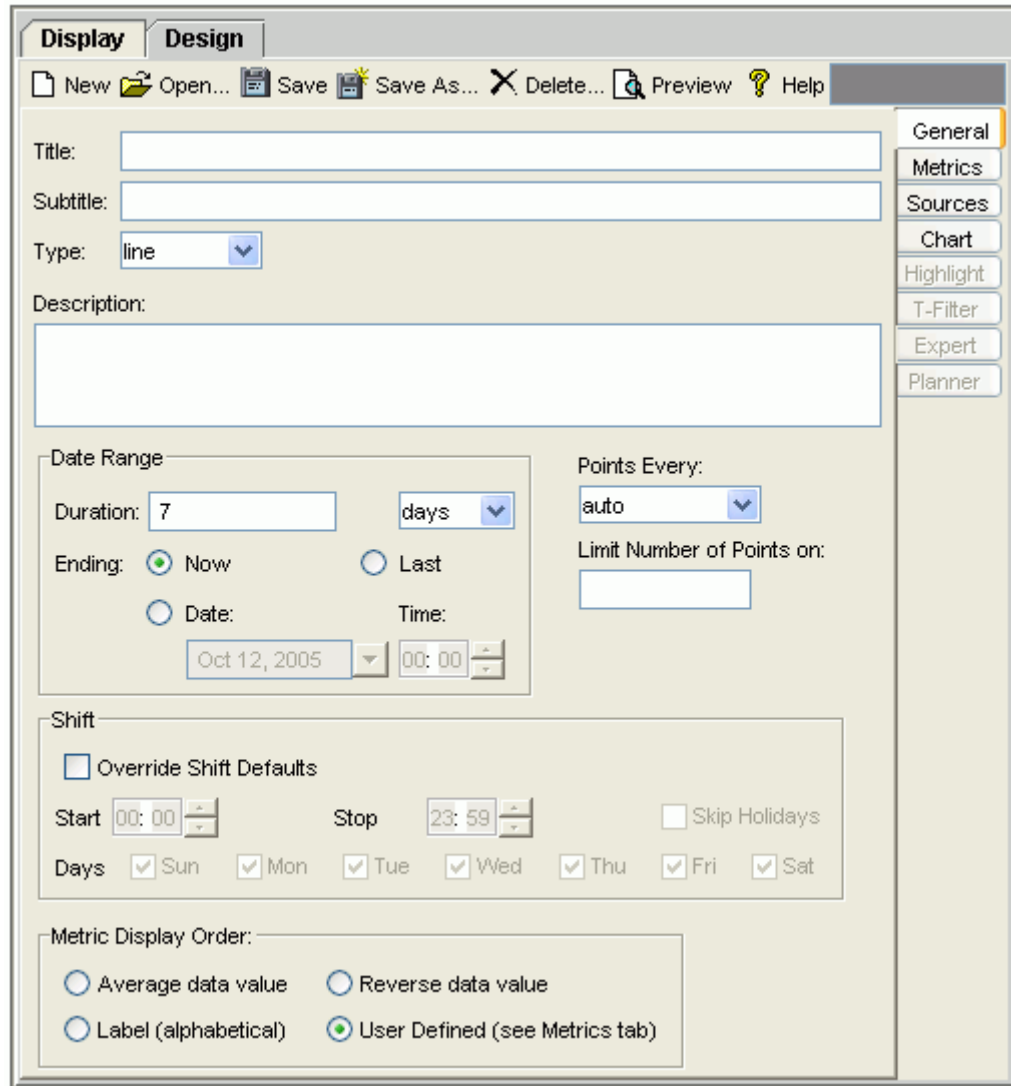 Display Design
New Open... Save Save As... Delete... Preview Help
General
Metrics
Sources
Chart
Highlight
T-Filter
Expert
Planner
Title:
Subtitle:
Type: line
Description:
Date Range
Duration: 7 days
Ending: Now Last
Date: Time:
Oct 12, 2005 00: 00
Points Every:
auto
Limit Number of Points on:
Shift
Override Shift Defaults
Start 00: 00 Stop 23: 59 Skip Holidays
Days Sun Mon Tue Wed Thu Fri Sat
Metric Display Order:
Average data value Reverse data value
Label (alphabetical) User Defined (see Metrics tab)